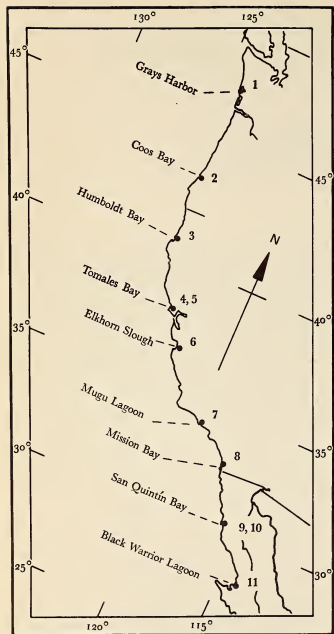 130° 125°
45°
Grays Harbor 1
Coos Bay 2
45°
40°
Humboldt Bay 3
N
Tomales Bay 4, 5
35°
Elkhorn Slough 6
40°
Mugu Lagoon 7
30°
35°
Mission Bay 8
San Quintín Bay 9, 10
Black Warrior Lagoon 11
25°
30°
120° 115°